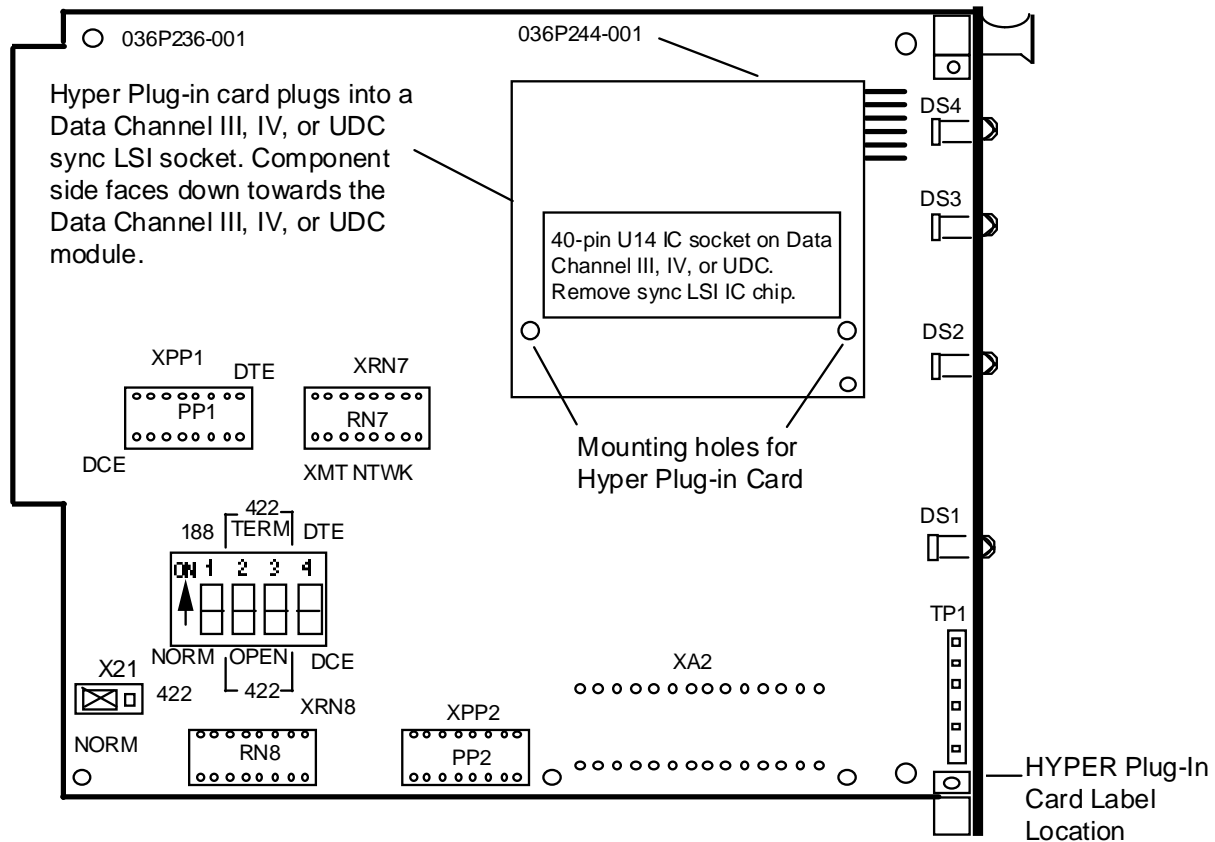 036P236-001
036P244-001
Hyper Plug-in card plugs into a
Data Channel III, IV, or UDC
sync LSI socket. Component
side faces down towards the
Data Channel III, IV, or UDC
module.
DS4
DS3
40-pin U14 IC socket on Data
Channel III, IV, or UDC.
Remove sync LSI IC chip.
DS2
XPP1
DTE
XRN7
PP1
RN7
DCE
XMT NTWK
Mounting holes for
Hyper Plug-in Card
422
188
TERM
DTE
DS1
ON 1 2 3 4
TP1
NORM
OPEN
DCE
X21
422
422
XRN8
XA2
XPP2
NORM
RN8
PP2
HYPER Plug-In
Card Label
Location